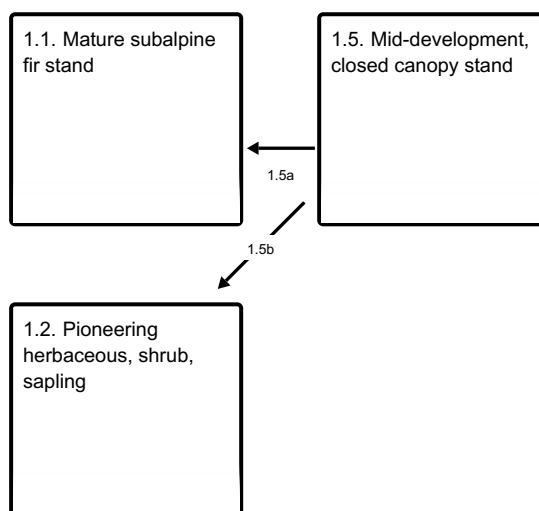 1.1. Mature subalpine
fir stand
1.5. Mid-development,
closed canopy stand
1.5a
1.5b
1.2. Pioneering
herbaceous, shrub,
sapling